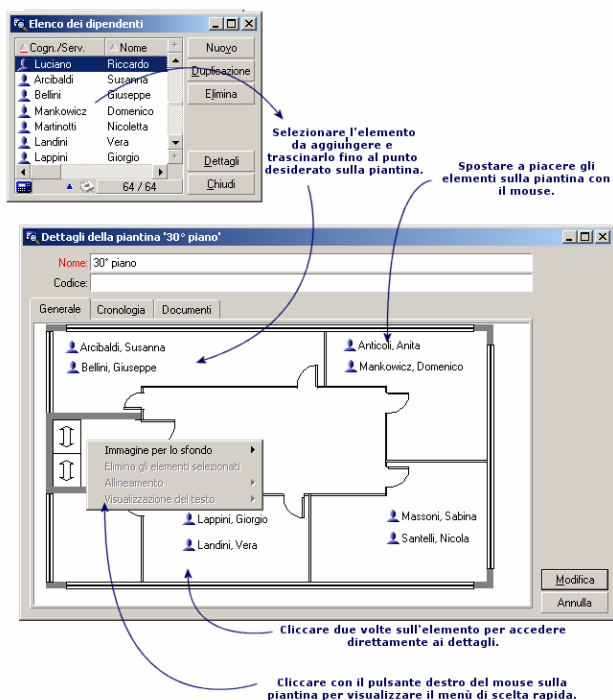 Elenco dei dipendenti
Cogn./Serv. Nome
Luciano Riccardo
Arcibaldi Susanna
Bellini Giuseppe
Mankowicz Domenico
Martinotti Nicoletta
Landini Vera
Lappini Giorgio
64 / 64
Nuovo
Duplicazione
Elimina
Dettagli
Chiudi
Selezionare l'elemento
da aggiungere e
trascinarlo fino al punto
desiderato sulla piantina.
Spostare a piacere gli
elementi sulla piantina con
il mouse.
Dettagli della piantina '30° piano'
Nome: 30° piano
Codice:
Generale Cronologia Documenti
Arcibaldi, Susanna
Bellini, Giuseppe
Anticoli, Anita
Mankowicz, Domenico
Immagine per lo sfondo
Elimina gli elementi selezionati
Allineamento
Visualizzazione del testo
Lappini, Giorgio
Landini, Vera
Massoni, Sabina
Santelli, Nicola
Modifica
Annulla
Cliccare due volte sull'elemento per accedere
direttamente ai dettagli.
Cliccare con il pulsante destro del mouse sulla
piantina per visualizzare il menù di scelta rapida.